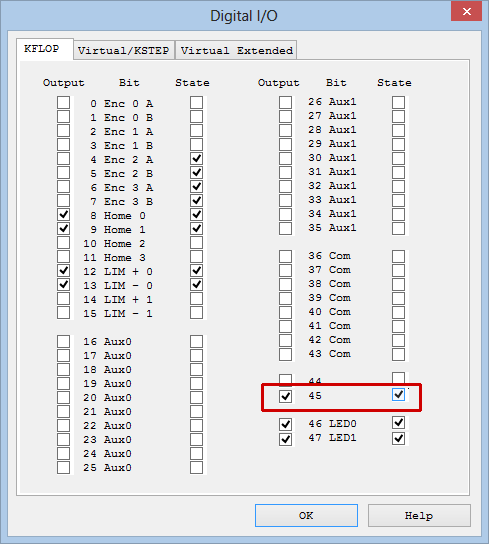 Digital I/O
KFLOP Virtual/KSTEP Virtual Extended
Output Bit State
0 Enc 0 A
1 Enc 0 B
2 Enc 1 A
3 Enc 1 B
4 Enc 2 A
5 Enc 2 B
6 Enc 3 A
7 Enc 3 B
8 Home 0
9 Home 1
10 Home 2
11 Home 3
12 LIM + 0
13 LIM - 0
14 LIM + 1
15 LIM - 1
16 Aux0
17 Aux0
18 Aux0
19 Aux0
20 Aux0
21 Aux0
22 Aux0
23 Aux0
24 Aux0
25 Aux0
Output Bit State
26 Aux1
27 Aux1
28 Aux1
29 Aux1
30 Aux1
31 Aux1
32 Aux1
33 Aux1
34 Aux1
35 Aux1
36 Com
37 Com
38 Com
39 Com
40 Com
41 Com
42 Com
43 Com
44
45
46 LED0
47 LED1
OK Help